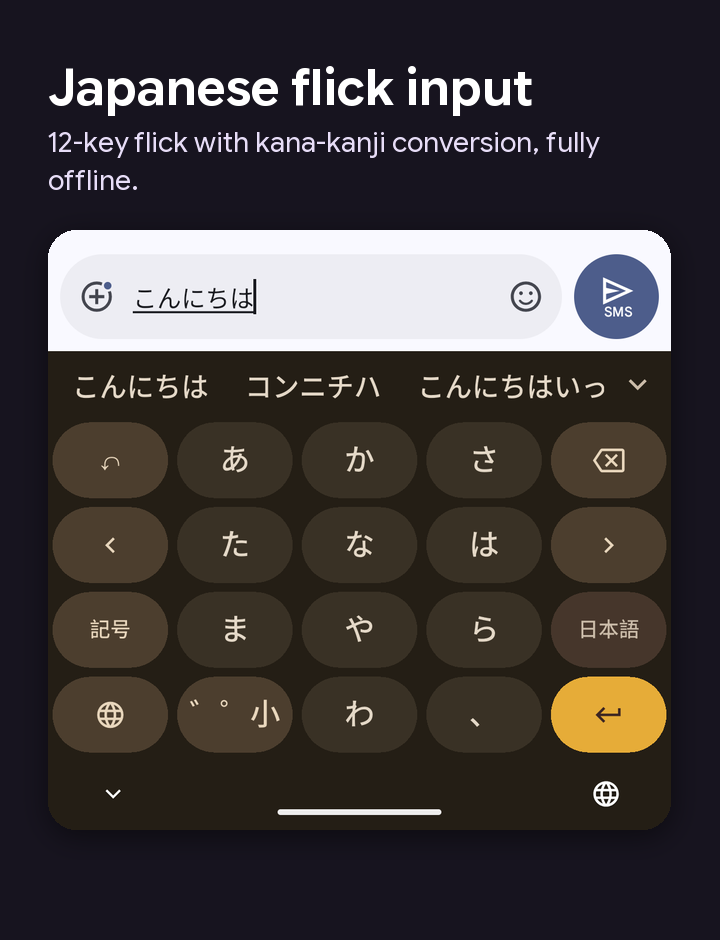 Japanese flick input
12-key flick with kana-kanji conversion, fully
offline.
こんにちは
SMS
こんにちは コンニチハ こんにちはいっ
あ か さ
た な は
記号 ま や ら 日本語
゛゜小 わ 、